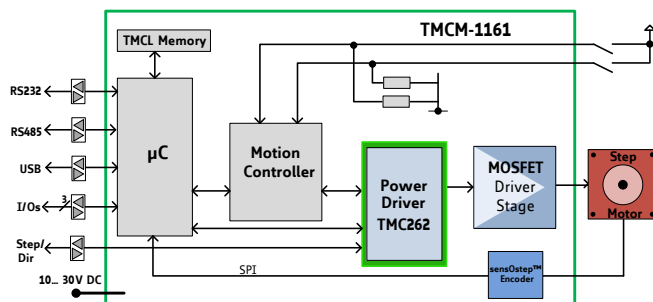 TMCM-1161
TMCL Memory
RS232
RS485
USB
I/Os
3
Step/
Dir
10... 30V DC
µC
Motion
Controller
Power
Driver
TMC262
MOSFET
Driver
Stage
Step
Motor
SPI
sensOstep™
Encoder